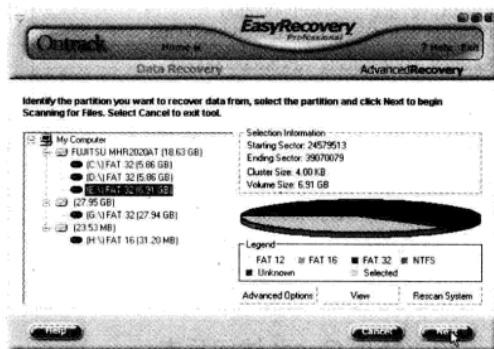 EasyRecovery
Professional
Ontrack
Home
? Help Exit
Data Recovery
AdvancedRecovery
Identify the partition you want to recover data from, select the partition and click Next to begin
Scanning for Files. Select Cancel to exit tool.
My Computer
FUJITSU MHR2020AT (18.63 GB)
(C:\) FAT 32 (5.86 GB)
(D:\) FAT 32 (5.86 GB)
(E:\) FAT 32 (6.91 GB)
(27.95 GB)
(G:\) FAT 32 (27.94 GB)
(23.53 MB)
(H:\) FAT 16 (31.20 MB)
Selection Information
Starting Sector: 24579513
Ending Sector: 39070079
Cluster Size: 4.00 KB
Volume Size: 6.91 GB
Legend
FAT 12 FAT 16 FAT 32 NTFS
Unknown Selected
Advanced Options View Rescan System
Help Cancel Next